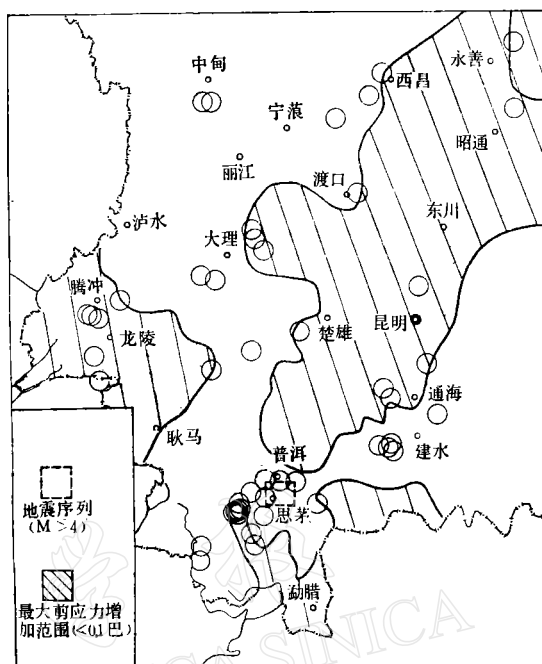 永善
中甸
西昌
宁蒗
昭通
丽江
渡口
东川
泸水
大理
腾冲
楚雄
昆明
龙陵
通海
耿马
建水
普洱
思茅
地震序列
(M>4)
勐腊
最大剪应力增
加范围(<0.1巴)
CA SINICA